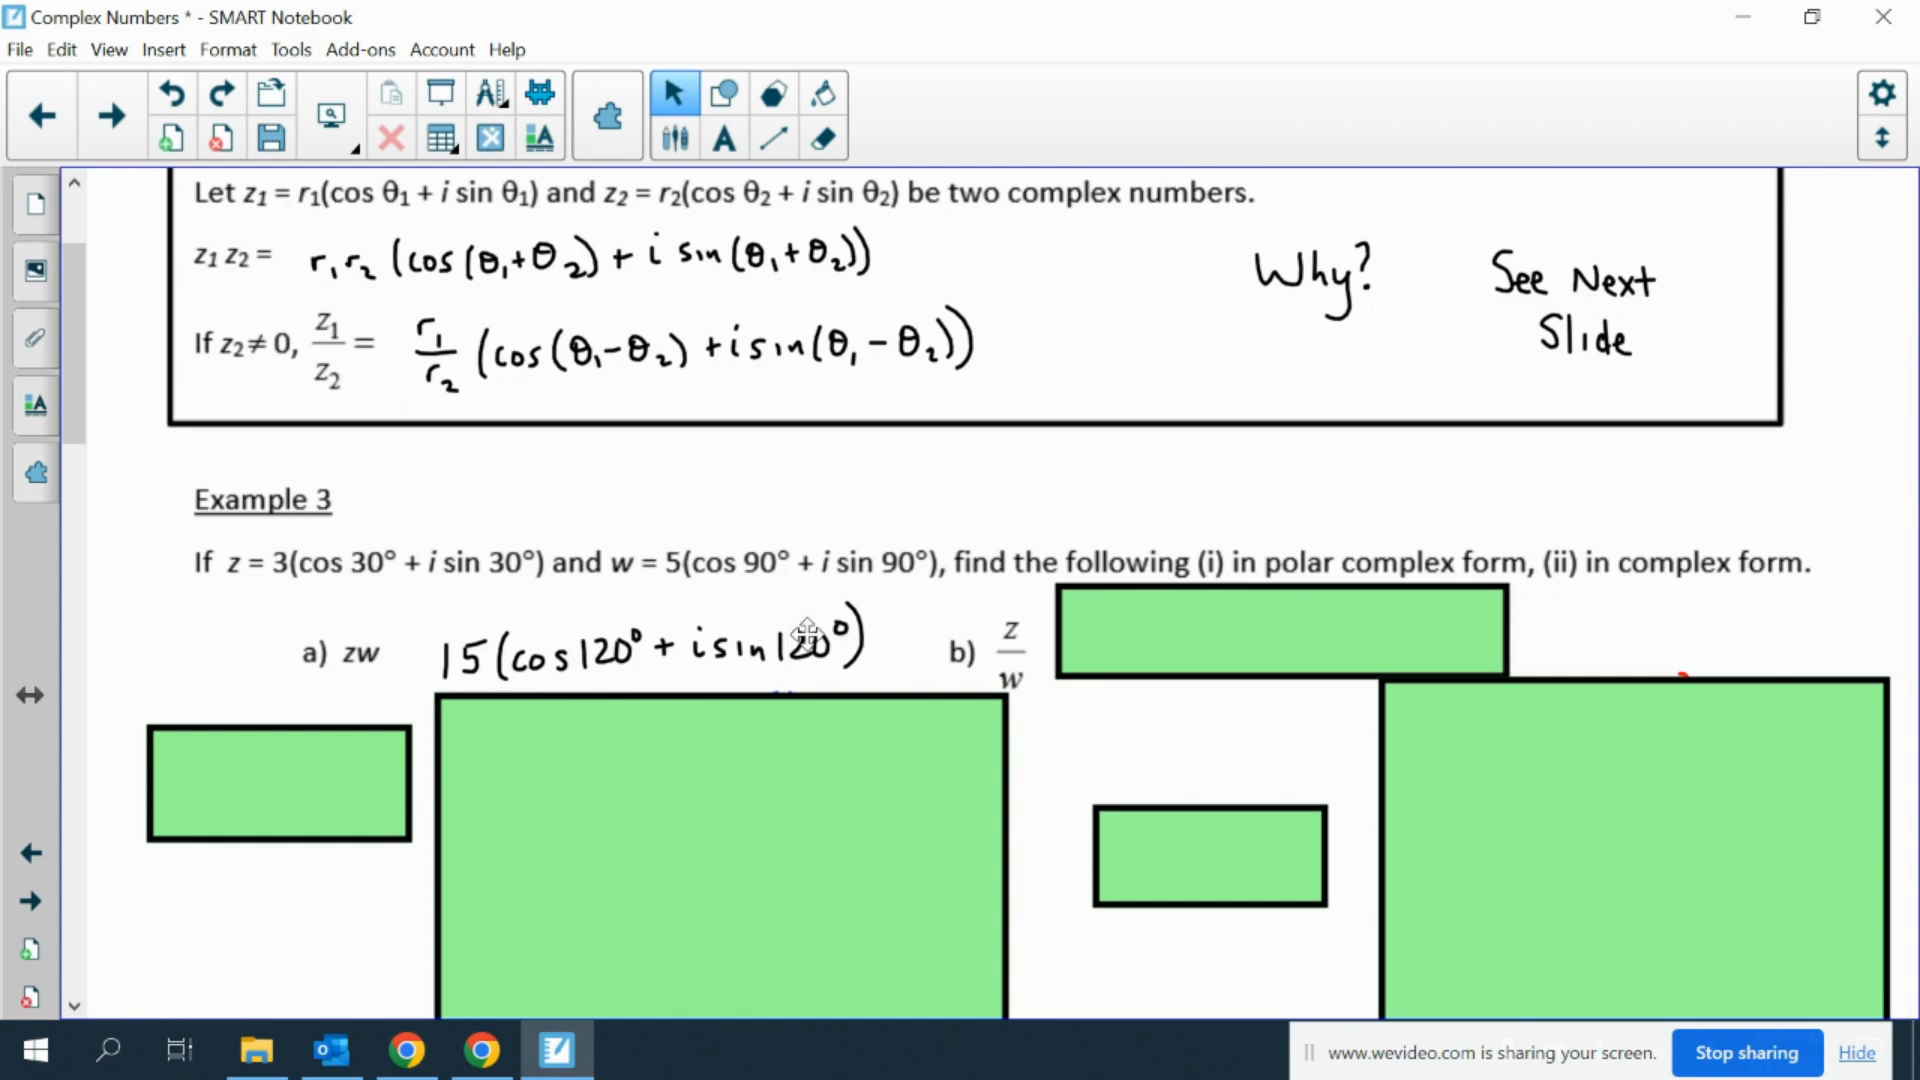 Complex Numbers * - SMART Notebook
File Edit View Insert Format Tools Add-ons Account Help
Let z₁ = r₁(cos θ₁ + i sin θ₁) and z₂ = r₂(cos θ₂ + i sin θ₂) be two complex numbers.
z₁ z₂ = r₁r₂ (cos(θ₁+θ₂) + i sin(θ₁+θ₂))
Why?
See Next
Slide
If z₂ ≠ 0, z₁/z₂ = r₁/r₂ (cos(θ₁-θ₂) + i sin(θ₁-θ₂))
Example 3
If z = 3(cos 30° + i sin 30°) and w = 5(cos 90° + i sin 90°), find the following (i) in polar complex form, (ii) in complex form.
a) zw 15(cos120° + i sin120°)
b) z/w
www.wevideo.com is sharing your screen.
Stop sharing
Hide